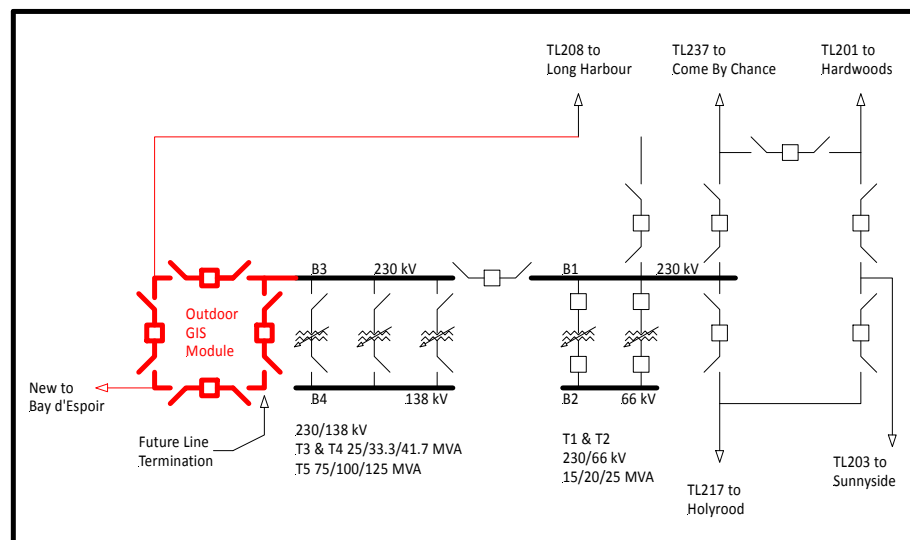 TL208 to
Long Harbour
TL237 to
Come By Chance
TL201 to
Hardwoods
B3
230 kV
B1
230 kV
Outdoor
GIS
Module
New to
Bay d'Espoir
B4
138 kV
B2
66 kV
Future Line
Termination
230/138 kV
T3 & T4 25/33.3/41.7 MVA
T5 75/100/125 MVA
T1 & T2
230/66 kV
15/20/25 MVA
TL217 to
Holyrood
TL203 to
Sunnyside